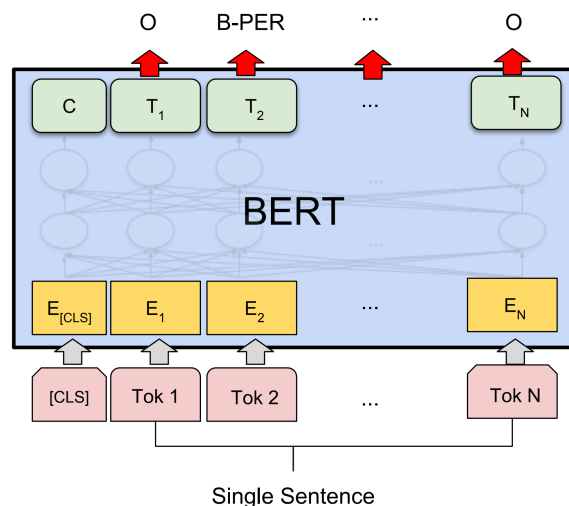 O B-PER ... O
C T1 T2 ... TN
...
BERT
...
E[CLS] E1 E2 ... EN
[CLS] Tok 1 Tok 2 ... Tok N
Single Sentence